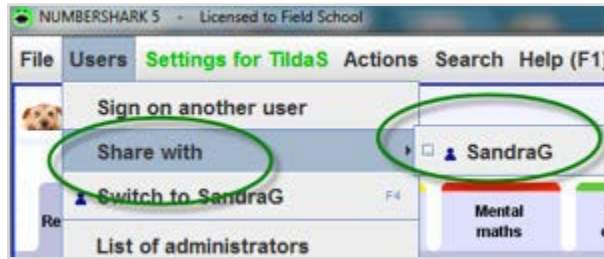 NUMBERSHARK 5 - Licensed to Field School
File Users Settings for TildaS Actions Search Help (F1)
Sign on another user
Share with
SandraG
Switch to SandraG F4
List of administrators
Re
Mental
maths